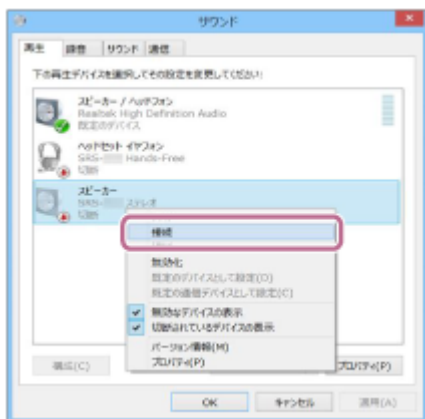 サウンド
再生 録音 サウンド 通信
下の再生デバイスを選択してその設定を変更してください:
スピーカー / ヘッドフォン
Realtek High Definition Audio
既定のデバイス
ヘッドセット イヤフォン
SRS- Hands-Free
切断
スピーカー
SRS- ステレオ
切断
接続
無効化
既定のデバイスとして設定(D)
既定の通信デバイスとして設定(C)
無効なデバイスの表示
切断されているデバイスの表示
バージョン情報(M)
プロパティ(P)
構成(C) プロパティ(P)
OK キャンセル 適用(A)